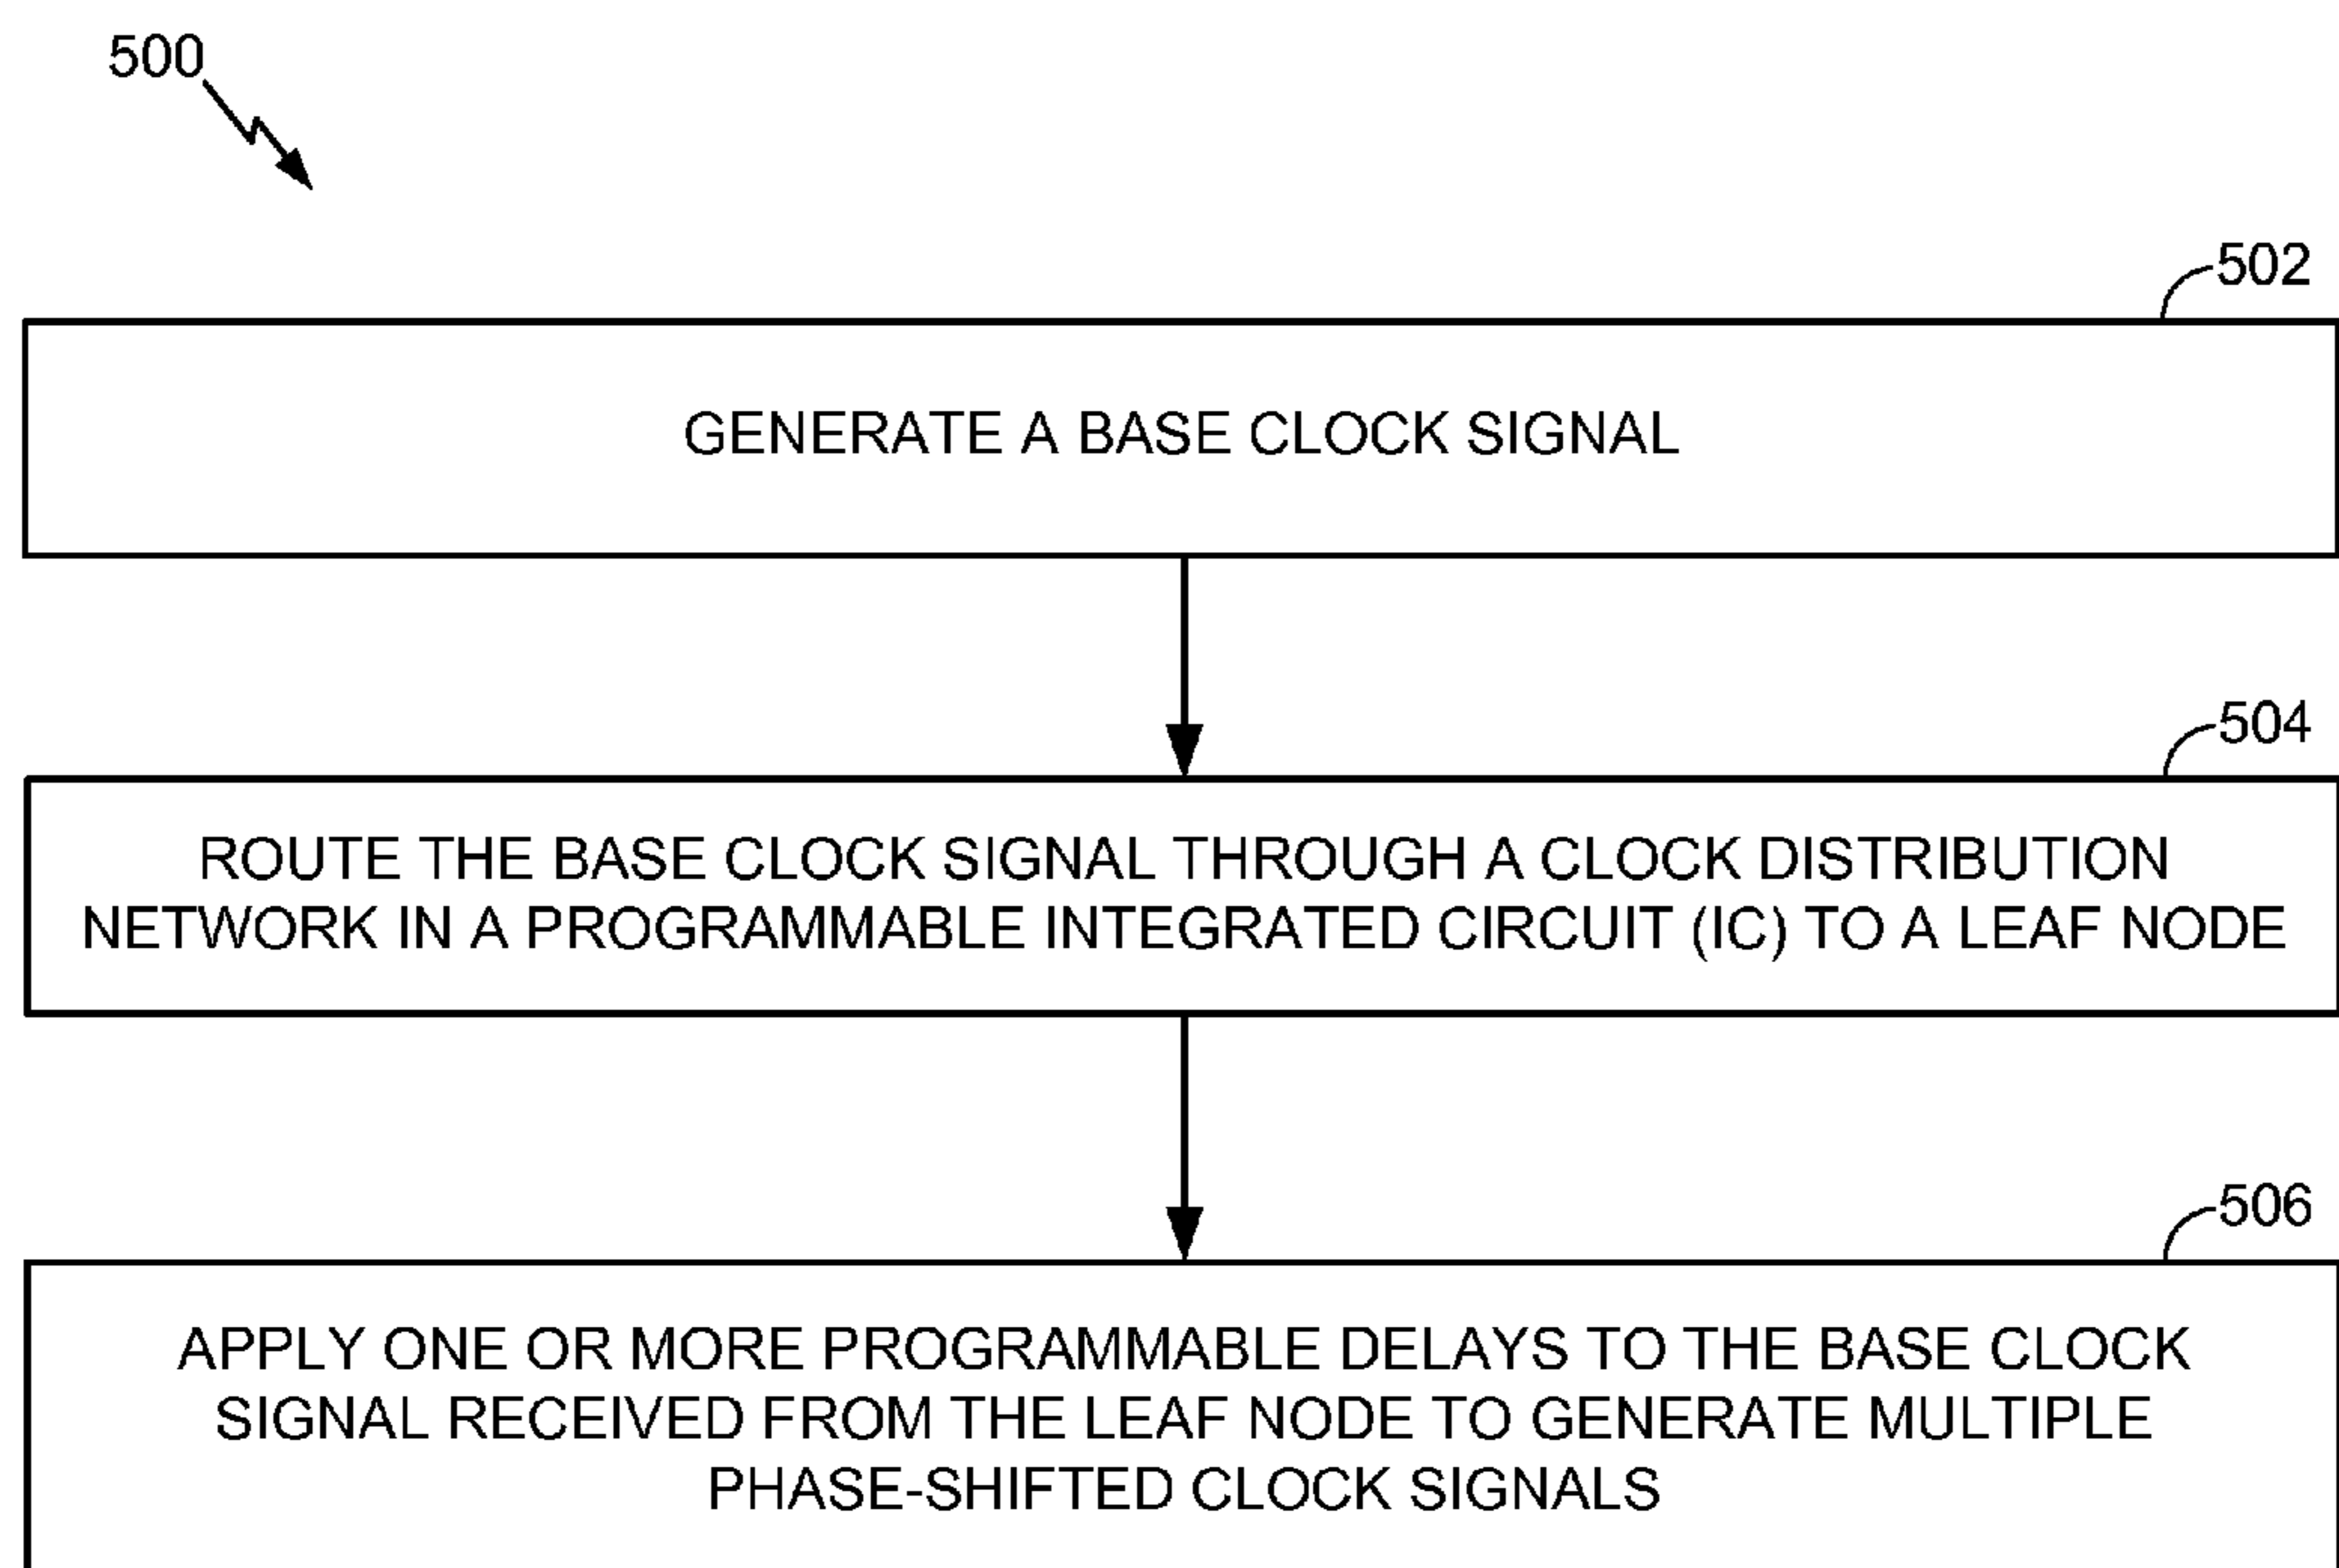 500
502
GENERATE A BASE CLOCK SIGNAL
504
ROUTE THE BASE CLOCK SIGNAL THROUGH A CLOCK DISTRIBUTION
NETWORK IN A PROGRAMMABLE INTEGRATED CIRCUIT (IC) TO A LEAF NODE
506
APPLY ONE OR MORE PROGRAMMABLE DELAYS TO THE BASE CLOCK
SIGNAL RECEIVED FROM THE LEAF NODE TO GENERATE MULTIPLE
PHASE-SHIFTED CLOCK SIGNALS